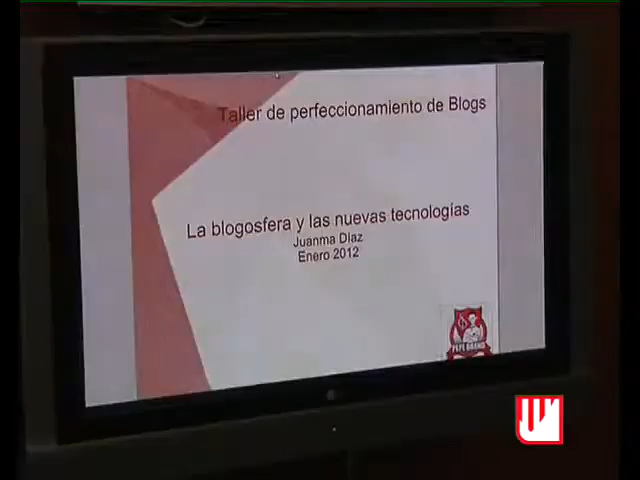 Taller de perfeccionamiento de Blogs
La blogosfera y las nuevas tecnologías
Juanma Díaz
Enero 2012